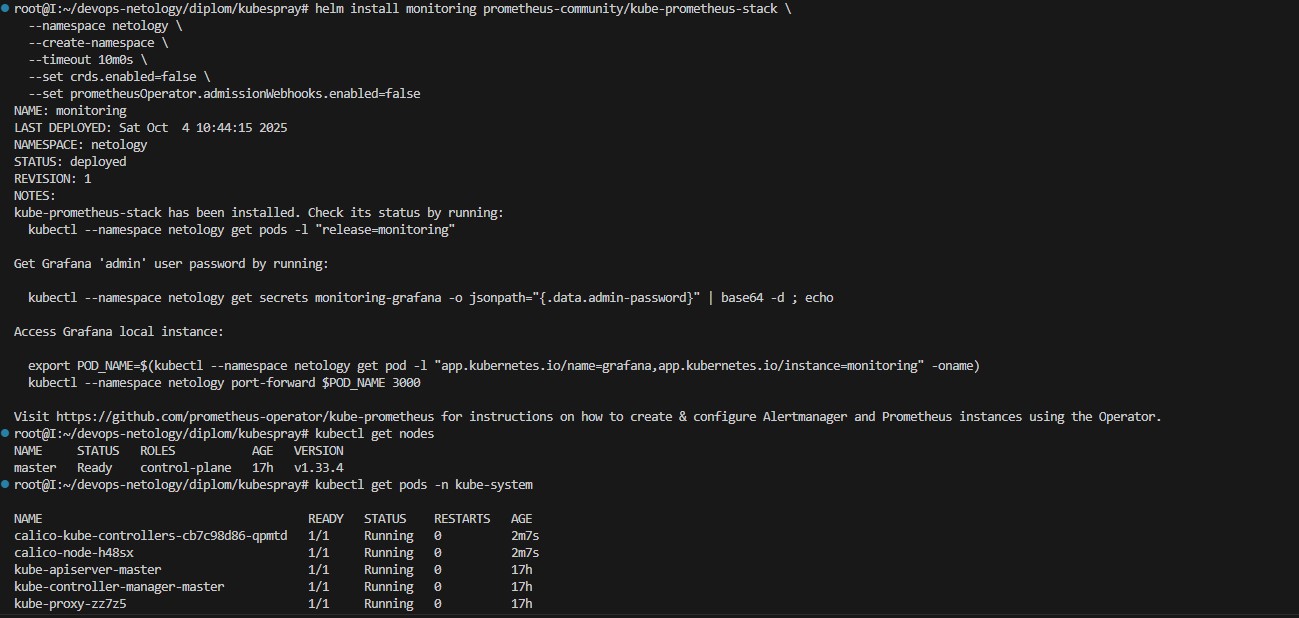 root@I:~/devops-netology/diplom/kubespray# helm install monitoring prometheus-community/kube-prometheus-stack \
  --namespace netology \
  --create-namespace \
  --timeout 10m0s \
  --set crds.enabled=false \
  --set prometheusOperator.admissionWebhooks.enabled=false
NAME: monitoring
LAST DEPLOYED: Sat Oct  4 10:44:15 2025
NAMESPACE: netology
STATUS: deployed
REVISION: 1
NOTES:
kube-prometheus-stack has been installed. Check its status by running:
  kubectl --namespace netology get pods -l "release=monitoring"

Get Grafana 'admin' user password by running:

  kubectl --namespace netology get secrets monitoring-grafana -o jsonpath="{.data.admin-password}" | base64 -d ; echo

Access Grafana local instance:

  export POD_NAME=$(kubectl --namespace netology get pod -l "app.kubernetes.io/name=grafana,app.kubernetes.io/instance=monitoring" -oname)
  kubectl --namespace netology port-forward $POD_NAME 3000

Visit https://github.com/prometheus-operator/kube-prometheus for instructions on how to create & configure Alertmanager and Prometheus instances using the Operator.
root@I:~/devops-netology/diplom/kubespray# kubectl get nodes
NAME     STATUS   ROLES           AGE   VERSION
master   Ready    control-plane   17h   v1.33.4
root@I:~/devops-netology/diplom/kubespray# kubectl get pods -n kube-system

NAME                                      READY   STATUS    RESTARTS   AGE
calico-kube-controllers-cb7c98d86-qpmtd   1/1     Running   0          2m7s
calico-node-h48sx                         1/1     Running   0          2m7s
kube-apiserver-master                     1/1     Running   0          17h
kube-controller-manager-master            1/1     Running   0          17h
kube-proxy-zz7z5                          1/1     Running   0          17h